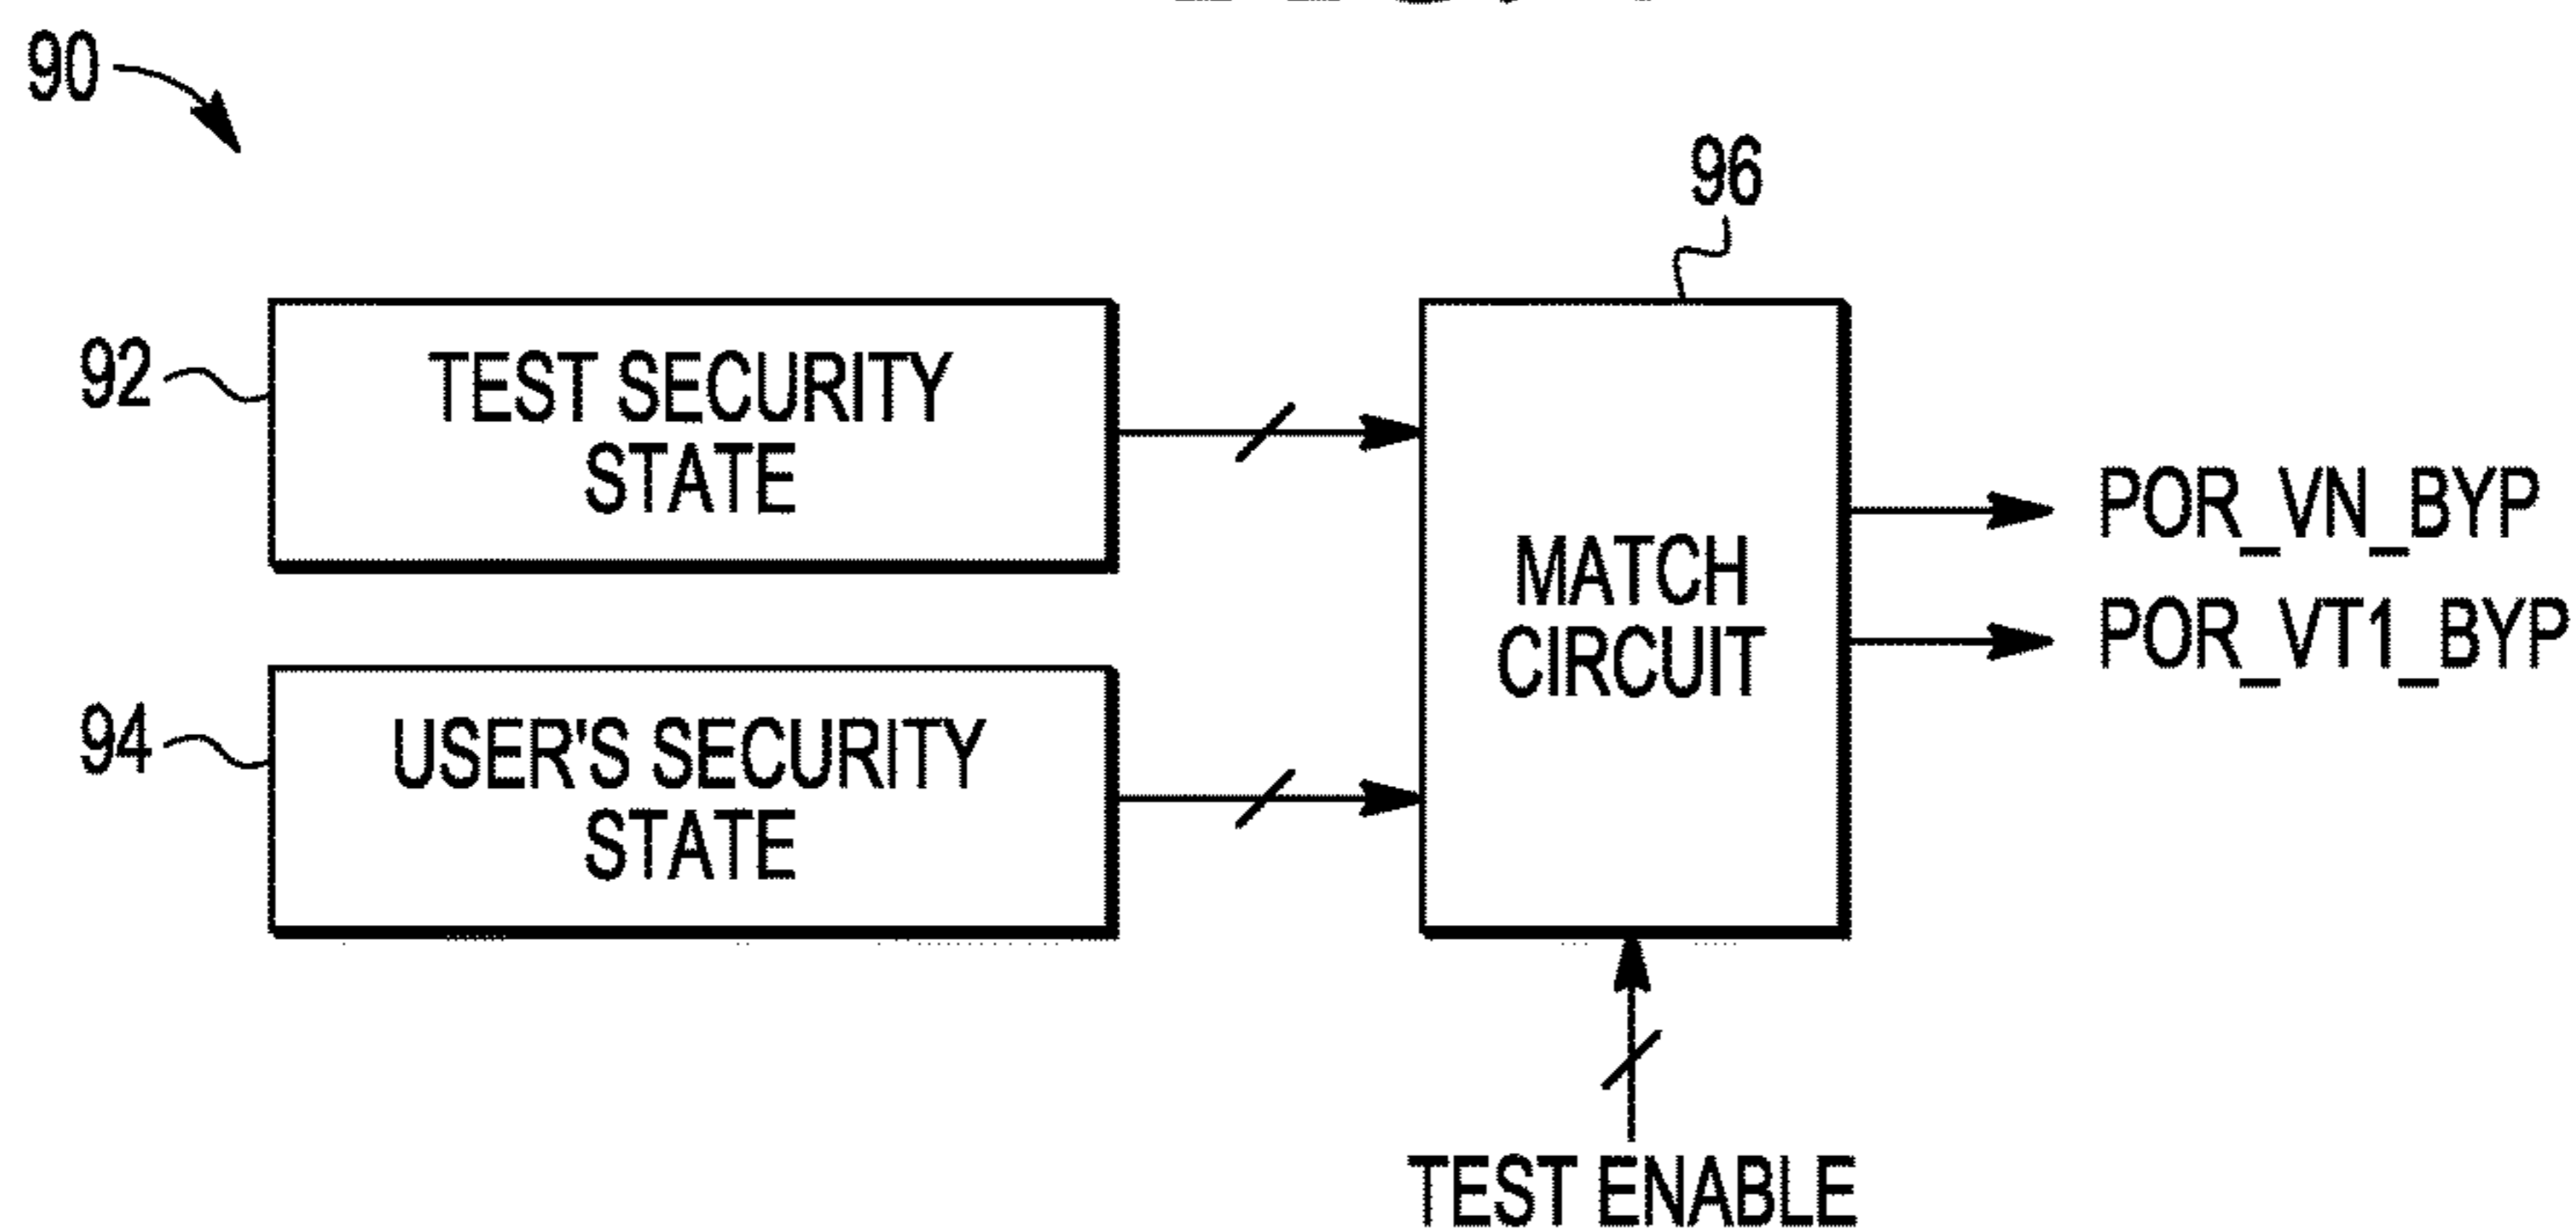 90
96
92
TEST SECURITY
STATE
94
USER'S SECURITY
STATE
MATCH
CIRCUIT
POR_VN_BYP
POR_VT1_BYP
TEST ENABLE